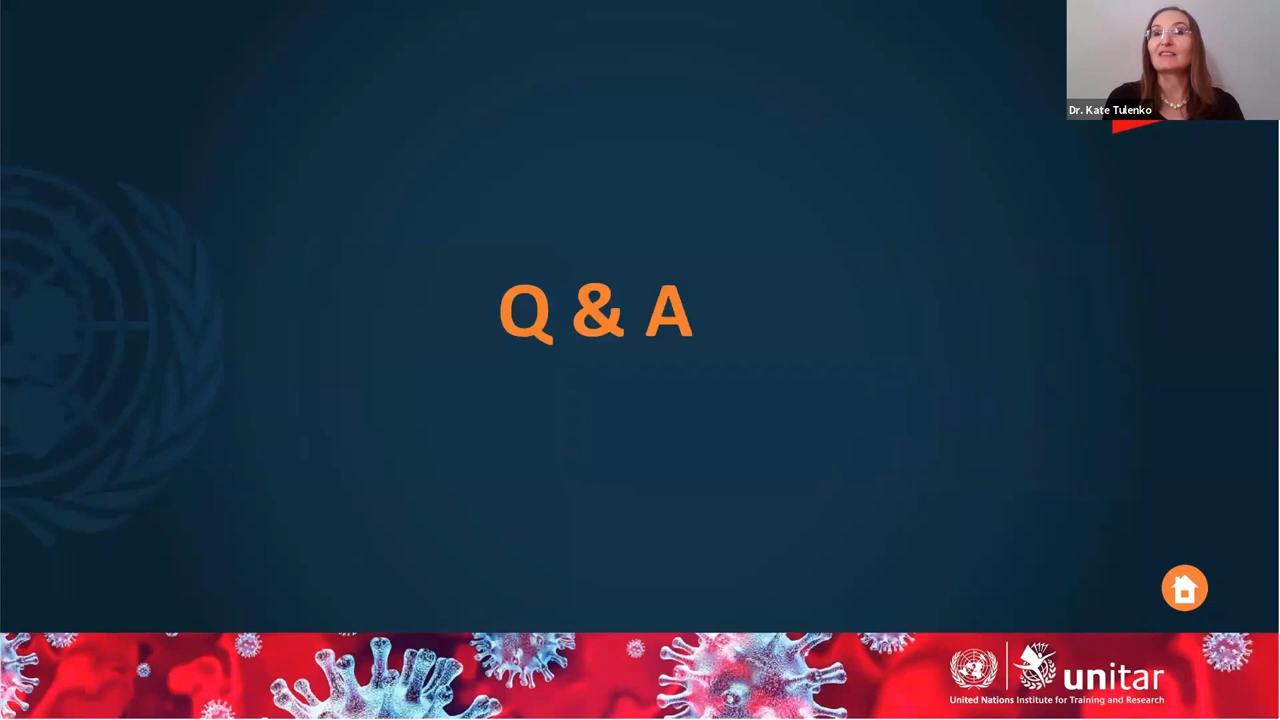 Dr. Kate Tulenko
Q & A
unitar
United Nations Institute for Training and Research